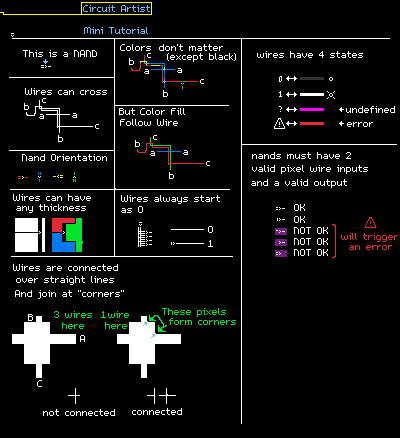 Circuit Artist
Mini Tutorial
This is a NAND
Colors don't matter
(except black)
b
a
a
b
c
c
Wires can cross
b
a
a
b
c
c
But Color Fill
Follow Wire
b
a
a
b
c
c
Nand Orientation
Wires can have
any thickness
Wires always start
as 0
0
1
Wires are connected
over straight lines
And join at "corners"
B
3 wires
here
A
C
1wire
here
These pixels
form corners
not connected
connected
wires have 4 states
0
1
?
undefined
error
nands must have 2
valid pixel wire inputs
and a valid output
OK
OK
NOT OK
NOT OK
NOT OK
will trigger
an error